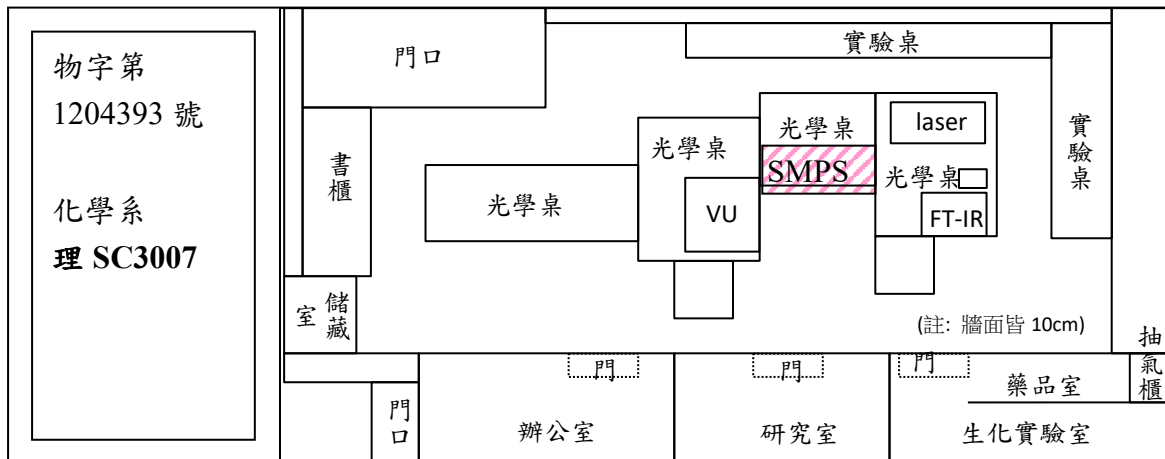 物字第
1204393 號
化學系
理 SC3007
門口
實驗桌
書櫃
光學桌
光學桌
VU
光學桌
SMPS
laser
光學桌
FT-IR
實驗桌
儲藏室
(註: 牆面皆 10cm)
抽氣櫃
門
門
門
藥品室
門口
辦公室
研究室
生化實驗室